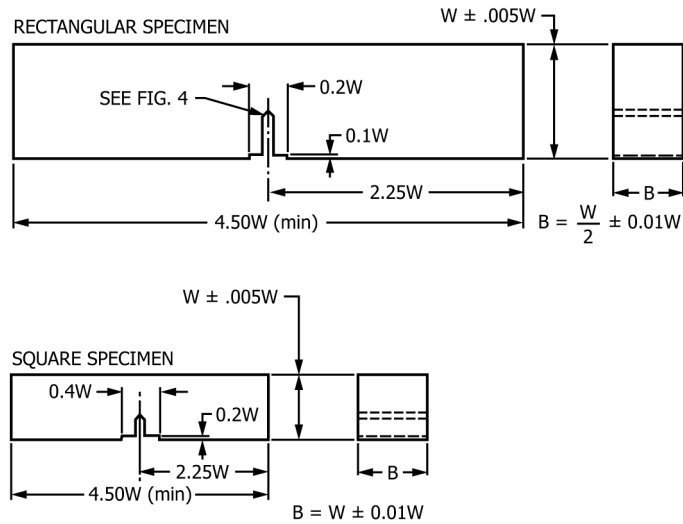 W ± .005W
RECTANGULAR SPECIMEN
SEE FIG. 4
0.2W
0.1W
2.25W
B
4.50W (min)
B = W/2 ± 0.01W
W ± .005W
SQUARE SPECIMEN
0.4W
0.2W
2.25W
B
4.50W (min)
B = W ± 0.01W